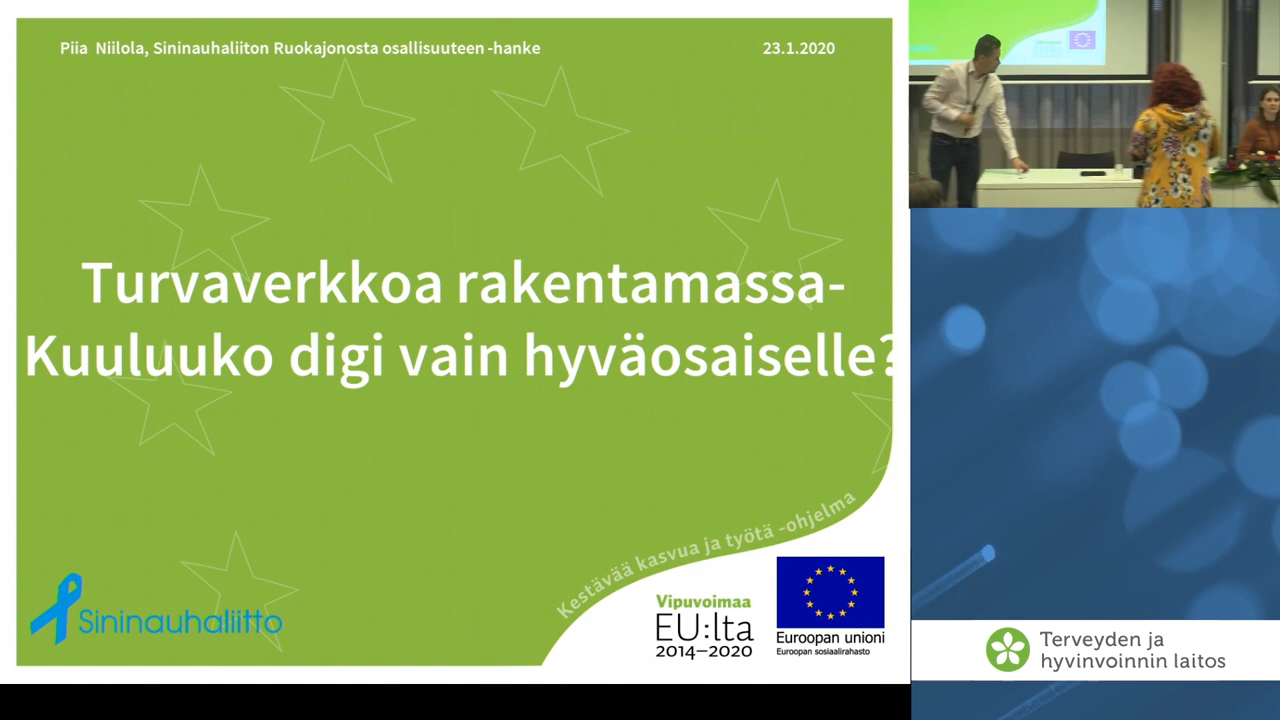 Piia Niilola, Sininauhaliiton Ruokajonosta osallisuuteen -hanke
23.1.2020
Turvaverkkoa rakentamassa-
Kuuluuko digi vain hyväosaiselle?
Kestävää kasvua ja työtä -ohjelma
Sininauhaliitto
Vipuvoimaa
EU:lta
2014–2020
Euroopan unioni
Euroopan sosiaalirahasto
Terveyden ja
hyvinvoinnin laitos